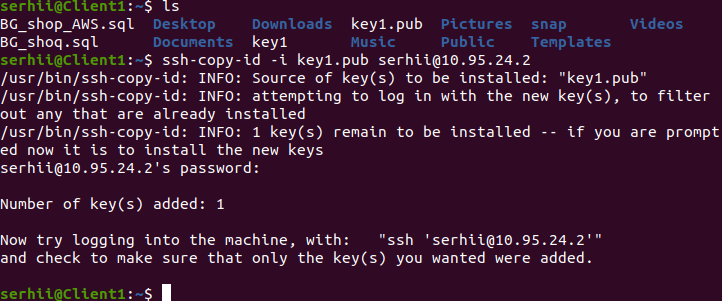 serhii@Client1:~$ ls
BG_shop_AWS.sql  Desktop    Downloads  key1.pub  Pictures  snap       Videos
BG_shoq.sql      Documents  key1       Music     Public    Templates
serhii@Client1:~$ ssh-copy-id -i key1.pub serhii@10.95.24.2
/usr/bin/ssh-copy-id: INFO: Source of key(s) to be installed: "key1.pub"
/usr/bin/ssh-copy-id: INFO: attempting to log in with the new key(s), to filter
out any that are already installed
/usr/bin/ssh-copy-id: INFO: 1 key(s) remain to be installed -- if you are prompt
ed now it is to install the new keys
serhii@10.95.24.2's password:
Number of key(s) added: 1
Now try logging into the machine, with:   "ssh 'serhii@10.95.24.2'"
and check to make sure that only the key(s) you wanted were added.
serhii@Client1:~$